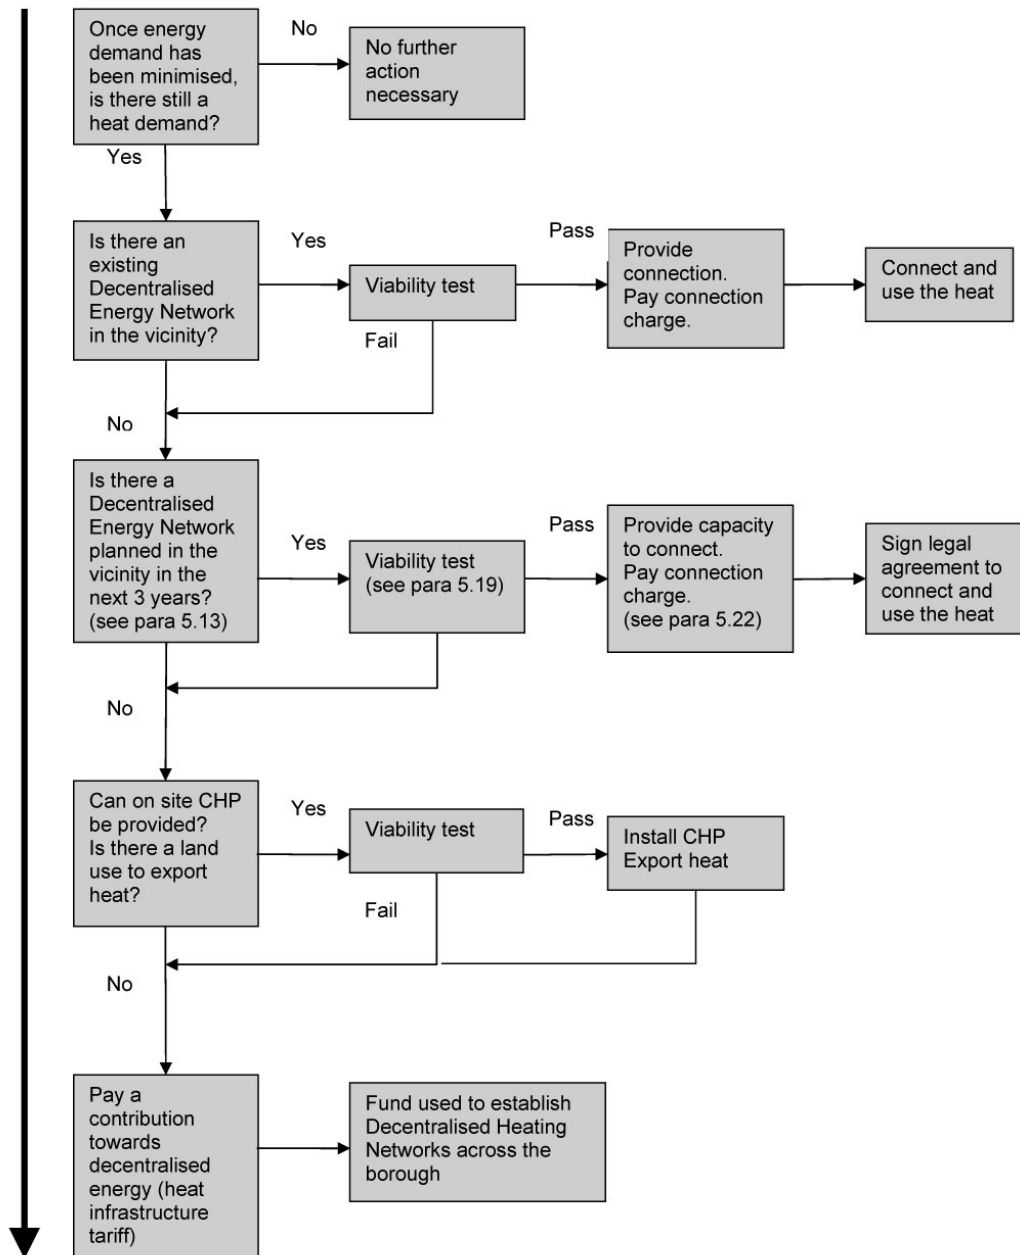 Once energy
demand has
been minimised,
is there still a
heat demand?
No
No further
action
necessary
Yes
Is there an
existing
Decentralised
Energy Network
in the vicinity?
Yes
Viability test
Pass
Provide
connection.
Pay connection
charge.
Connect and
use the heat
Fail
No
Is there a
Decentralised
Energy Network
planned in the
vicinity in the
next 3 years?
(see para 5.13)
Yes
Viability test
(see para 5.19)
Pass
Provide capacity
to connect.
Pay connection
charge.
(see para 5.22)
Sign legal
agreement to
connect and
use the heat
No
Can on site CHP
be provided?
Is there a land
use to export
heat?
Yes
Viability test
Pass
Install CHP
Export heat
Fail
No
Pay a
contribution
towards
decentralised
energy (heat
infrastructure
tariff)
Fund used to establish
Decentralised Heating
Networks across the
borough